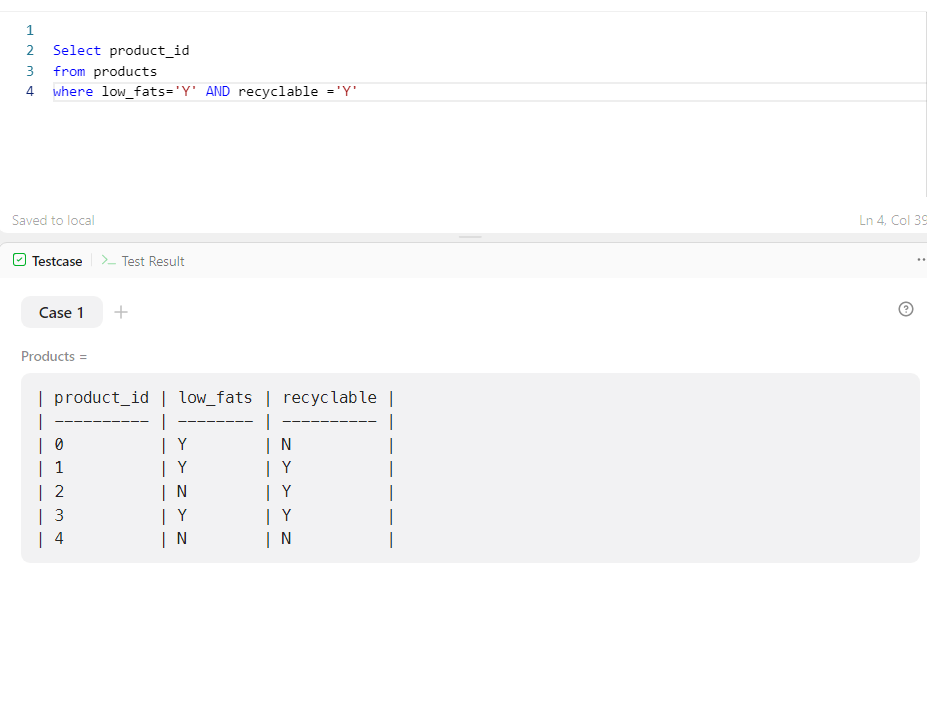 1
2 Select product_id
3 from products
4 where low_fats='Y' AND recyclable ='Y'
Saved to local
Ln 4, Col 39
Testcase
>_ Test Result
Case 1 +
Products =
| product_id | low_fats | recyclable |
| ---------- | -------- | ---------- |
| 0 | Y | N |
| 1 | Y | Y |
| 2 | N | Y |
| 3 | Y | Y |
| 4 | N | N |